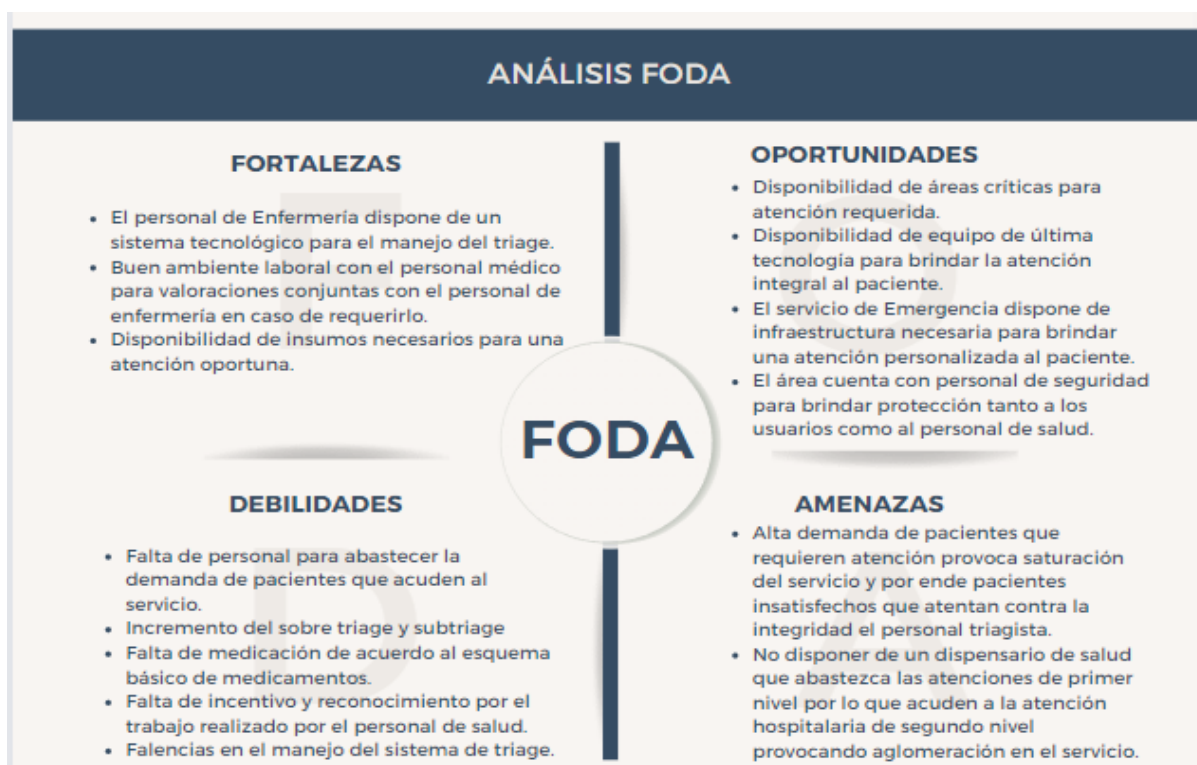 ANÁLISIS FODA
FORTALEZAS
• El personal de Enfermería dispone de un
sistema tecnológico para el manejo del triage.
• Buen ambiente laboral con el personal médico
para valoraciones conjuntas con el personal de
enfermería en caso de requerirlo.
• Disponibilidad de insumos necesarios para una
atención oportuna.
OPORTUNIDADES
• Disponibilidad de áreas críticas para
atención requerida.
• Disponibilidad de equipo de última
tecnología para brindar la atención
integral al paciente.
• El servicio de Emergencia dispone de
infraestructura necesaria para brindar
una atención personalizada al paciente.
• El área cuenta con personal de seguridad
para brindar protección tanto a los
usuarios como al personal de salud.
FODA
DEBILIDADES
• Falta de personal para abastecer la
demanda de pacientes que acuden al
servicio.
• Incremento del sobre triage y subtriage
• Falta de medicación de acuerdo al esquema
básico de medicamentos.
• Falta de incentivo y reconocimiento por el
trabajo realizado por el personal de salud.
• Falencias en el manejo del sistema de triage.
AMENAZAS
• Alta demanda de pacientes que
requieren atención provoca saturación
del servicio y por ende pacientes
insatisfechos que atentan contra la
integridad el personal triagista.
• No disponer de un dispensario de salud
que abastezca las atenciones de primer
nivel por lo que acuden a la atención
hospitalaria de segundo nivel
provocando aglomeración en el servicio.
F
O
D
A